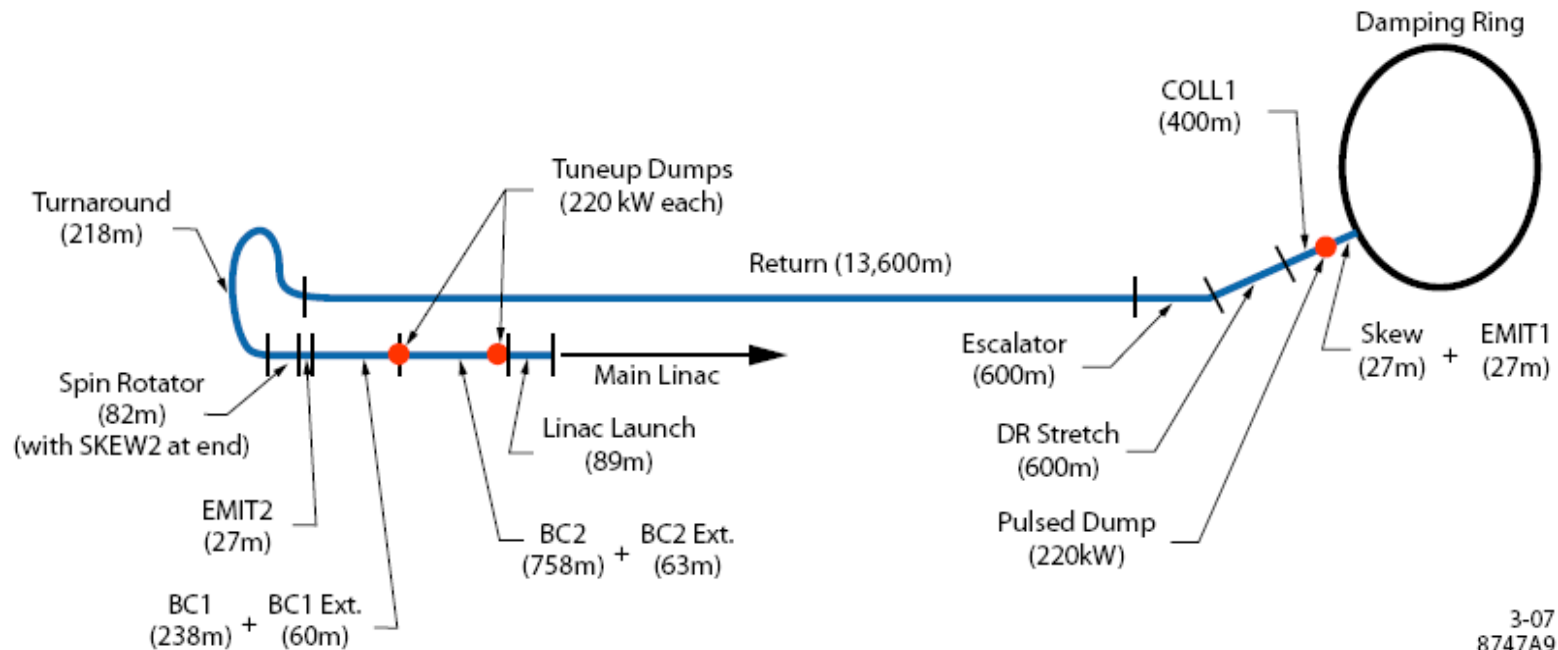 Damping Ring
COLL1
(400m)
Tuneup Dumps
(220 kW each)
Turnaround
(218m)
Return (13,600m)
Skew + EMIT1
(27m) (27m)
Escalator
(600m)
Main Linac
Spin Rotator
(82m)
(with SKEW2 at end)
Linac Launch
(89m)
DR Stretch
(600m)
EMIT2
(27m)
Pulsed Dump
(220kW)
BC2 + BC2 Ext.
(758m) (63m)
BC1 + BC1 Ext.
(238m) (60m)
3-07
8747A9